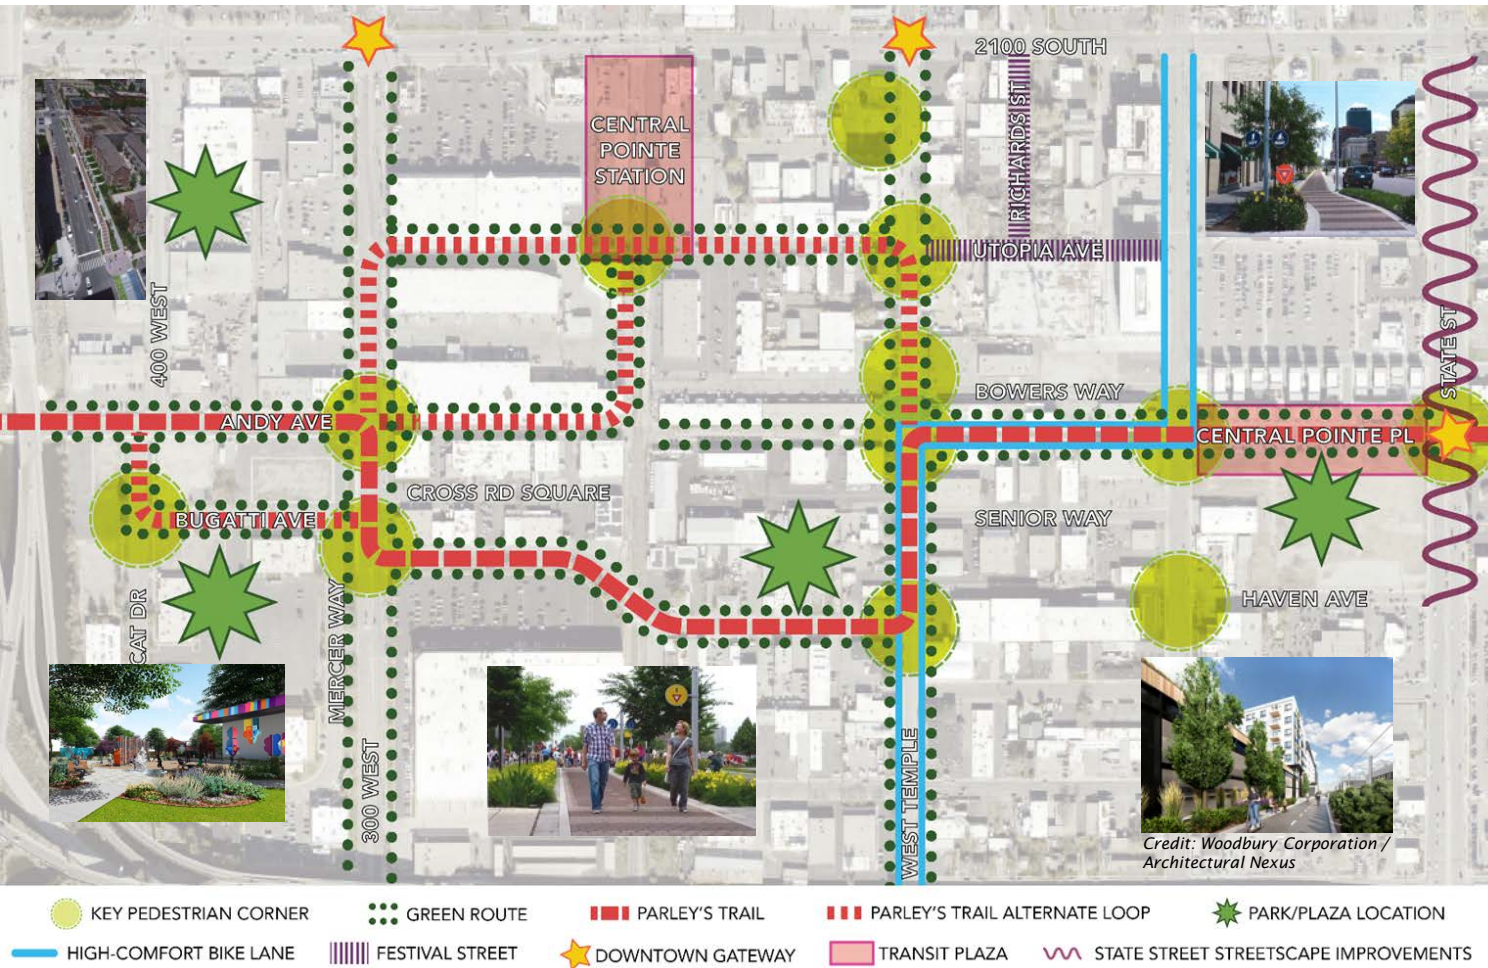 2100 SOUTH
RICHARDS ST
CENTRAL
POINTE
STATION
UTOPIA AVE
400 WEST
STATE ST
BOWERS WAY
ANDY AVE
CENTRAL POINTE PL
CROSS RD SQUARE
BUGATTI AVE
SENIOR WAY
CAT DR
MERCER WAY
HAVEN AVE
300 WEST
WEST TEMPLE
Credit: Woodbury Corporation /
Architectural Nexus
KEY PEDESTRIAN CORNER
GREEN ROUTE
PARLEY'S TRAIL
PARLEY'S TRAIL ALTERNATE LOOP
PARK/PLAZA LOCATION
HIGH-COMFORT BIKE LANE
FESTIVAL STREET
DOWNTOWN GATEWAY
TRANSIT PLAZA
STATE STREET STREETSCAPE IMPROVEMENTS